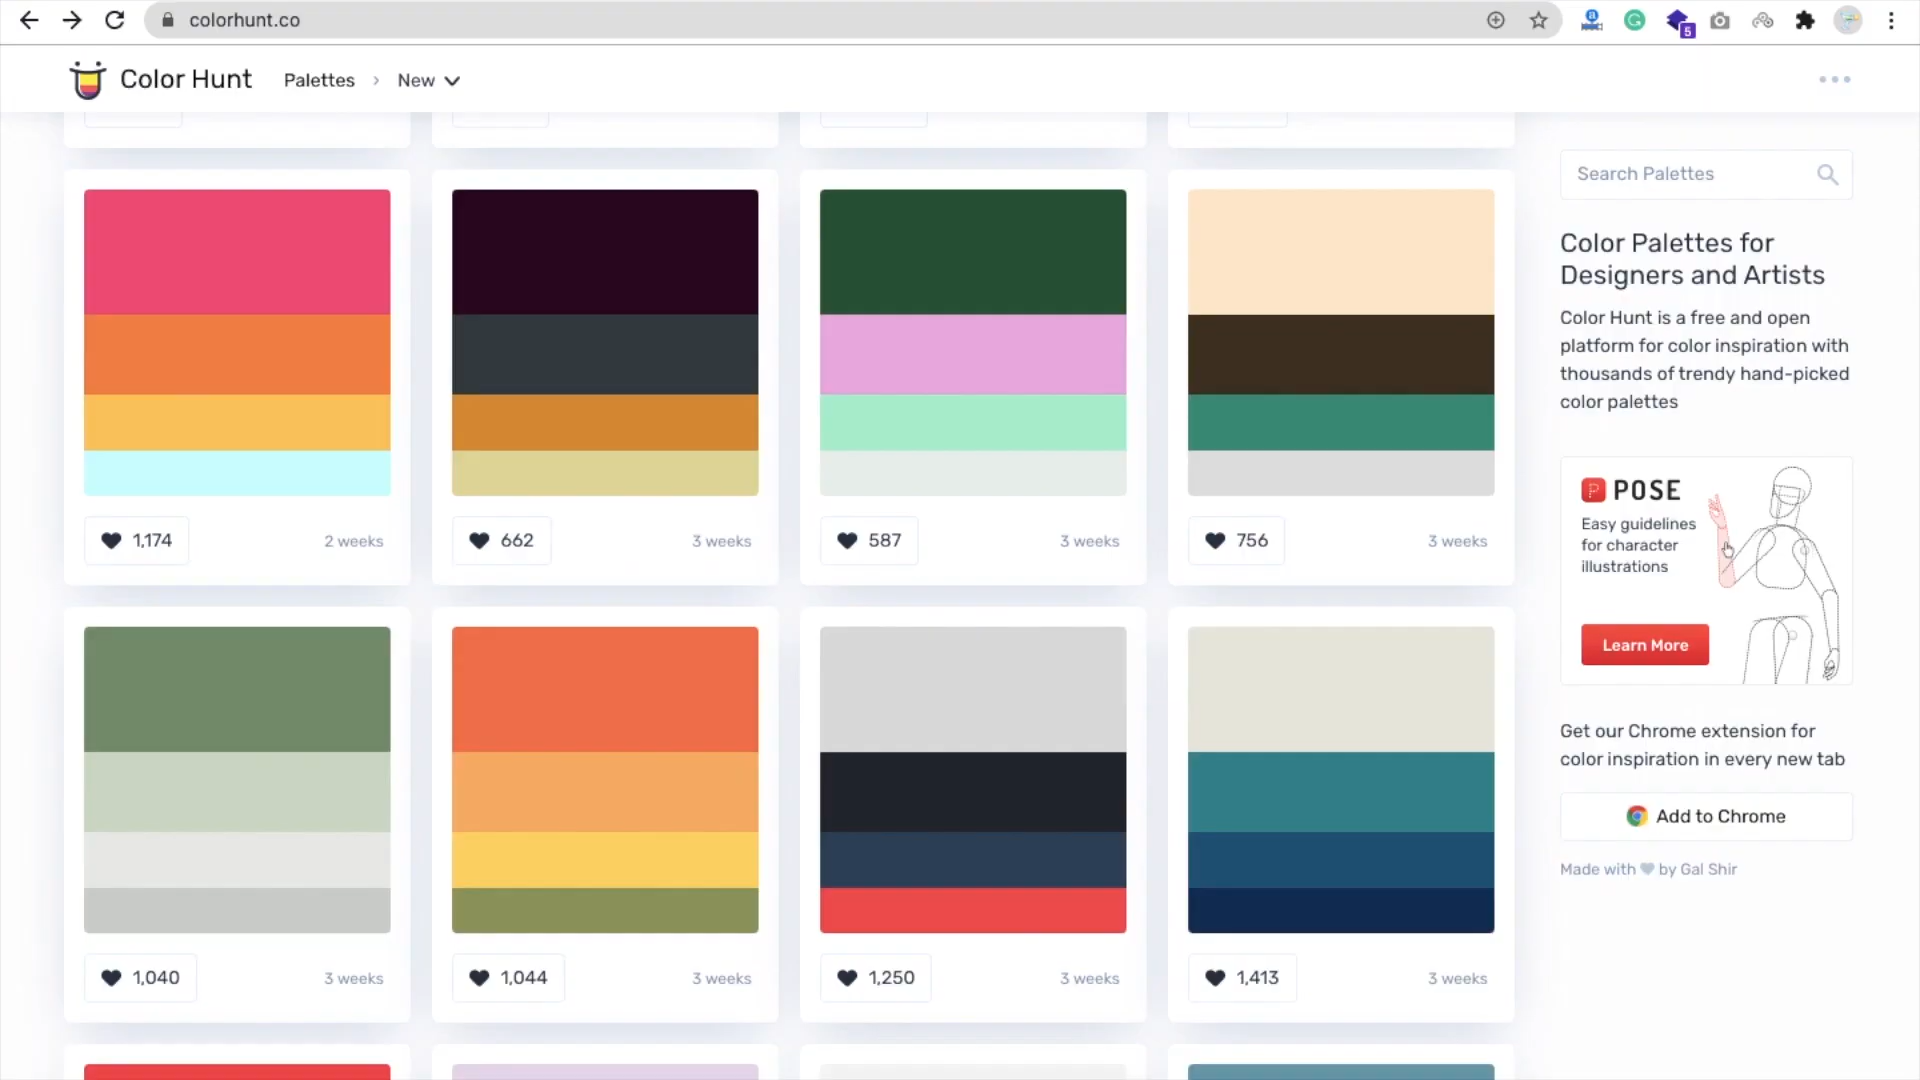 colorhunt.co
5
Color Hunt
Palettes › New
Search Palettes
Color Palettes for
Designers and Artists
Color Hunt is a free and open
platform for color inspiration with
thousands of trendy hand-picked
color palettes
1,174
2 weeks
662
3 weeks
587
3 weeks
756
3 weeks
P POSE
Easy guidelines
for character
illustrations
Learn More
Get our Chrome extension for
color inspiration in every new tab
Add to Chrome
Made with by Gal Shir
1,040
3 weeks
1,044
3 weeks
1,250
3 weeks
1,413
3 weeks